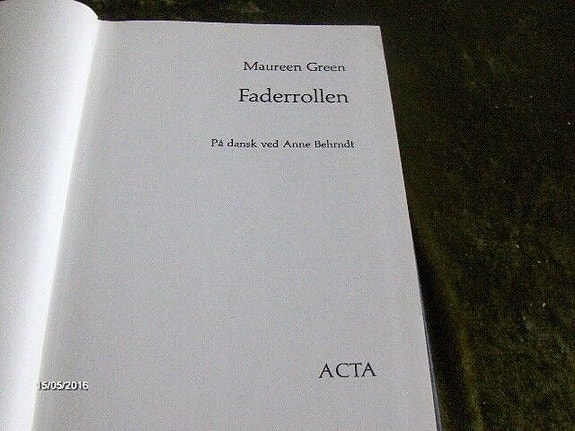 Maureen Green
Faderrollen
På dansk ved Anne Behrndt
ACTA
15/05/2016